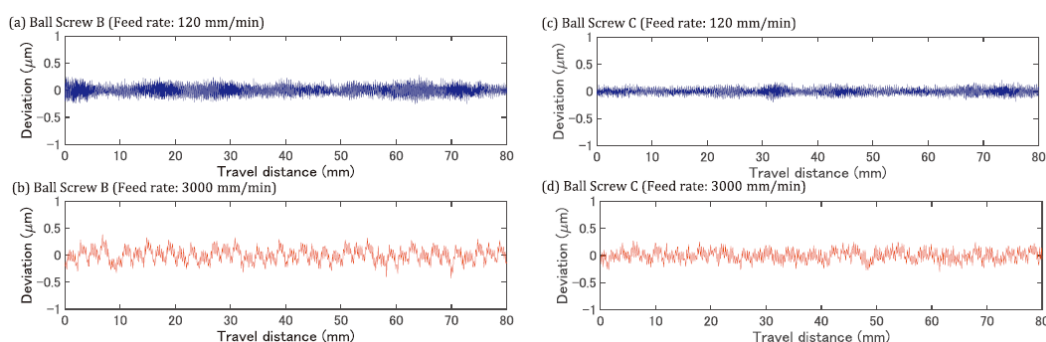 (a) Ball Screw B (Feed rate: 120 mm/min)
Deviation (μm)
1
0.5
0
-0.5
-1
0 10 20 30 40 50 60 70 80
Travel distance (mm)
(b) Ball Screw B (Feed rate: 3000 mm/min)
Deviation (μm)
1
0.5
0
-0.5
-1
0 10 20 30 40 50 60 70 80
Travel distance (mm)
(c) Ball Screw C (Feed rate: 120 mm/min)
Deviation (μm)
1
0.5
0
-0.5
-1
0 10 20 30 40 50 60 70 80
Travel distance (mm)
(d) Ball Screw C (Feed rate: 3000 mm/min)
Deviation (μm)
1
0.5
0
-0.5
-1
0 10 20 30 40 50 60 70 80
Travel distance (mm)